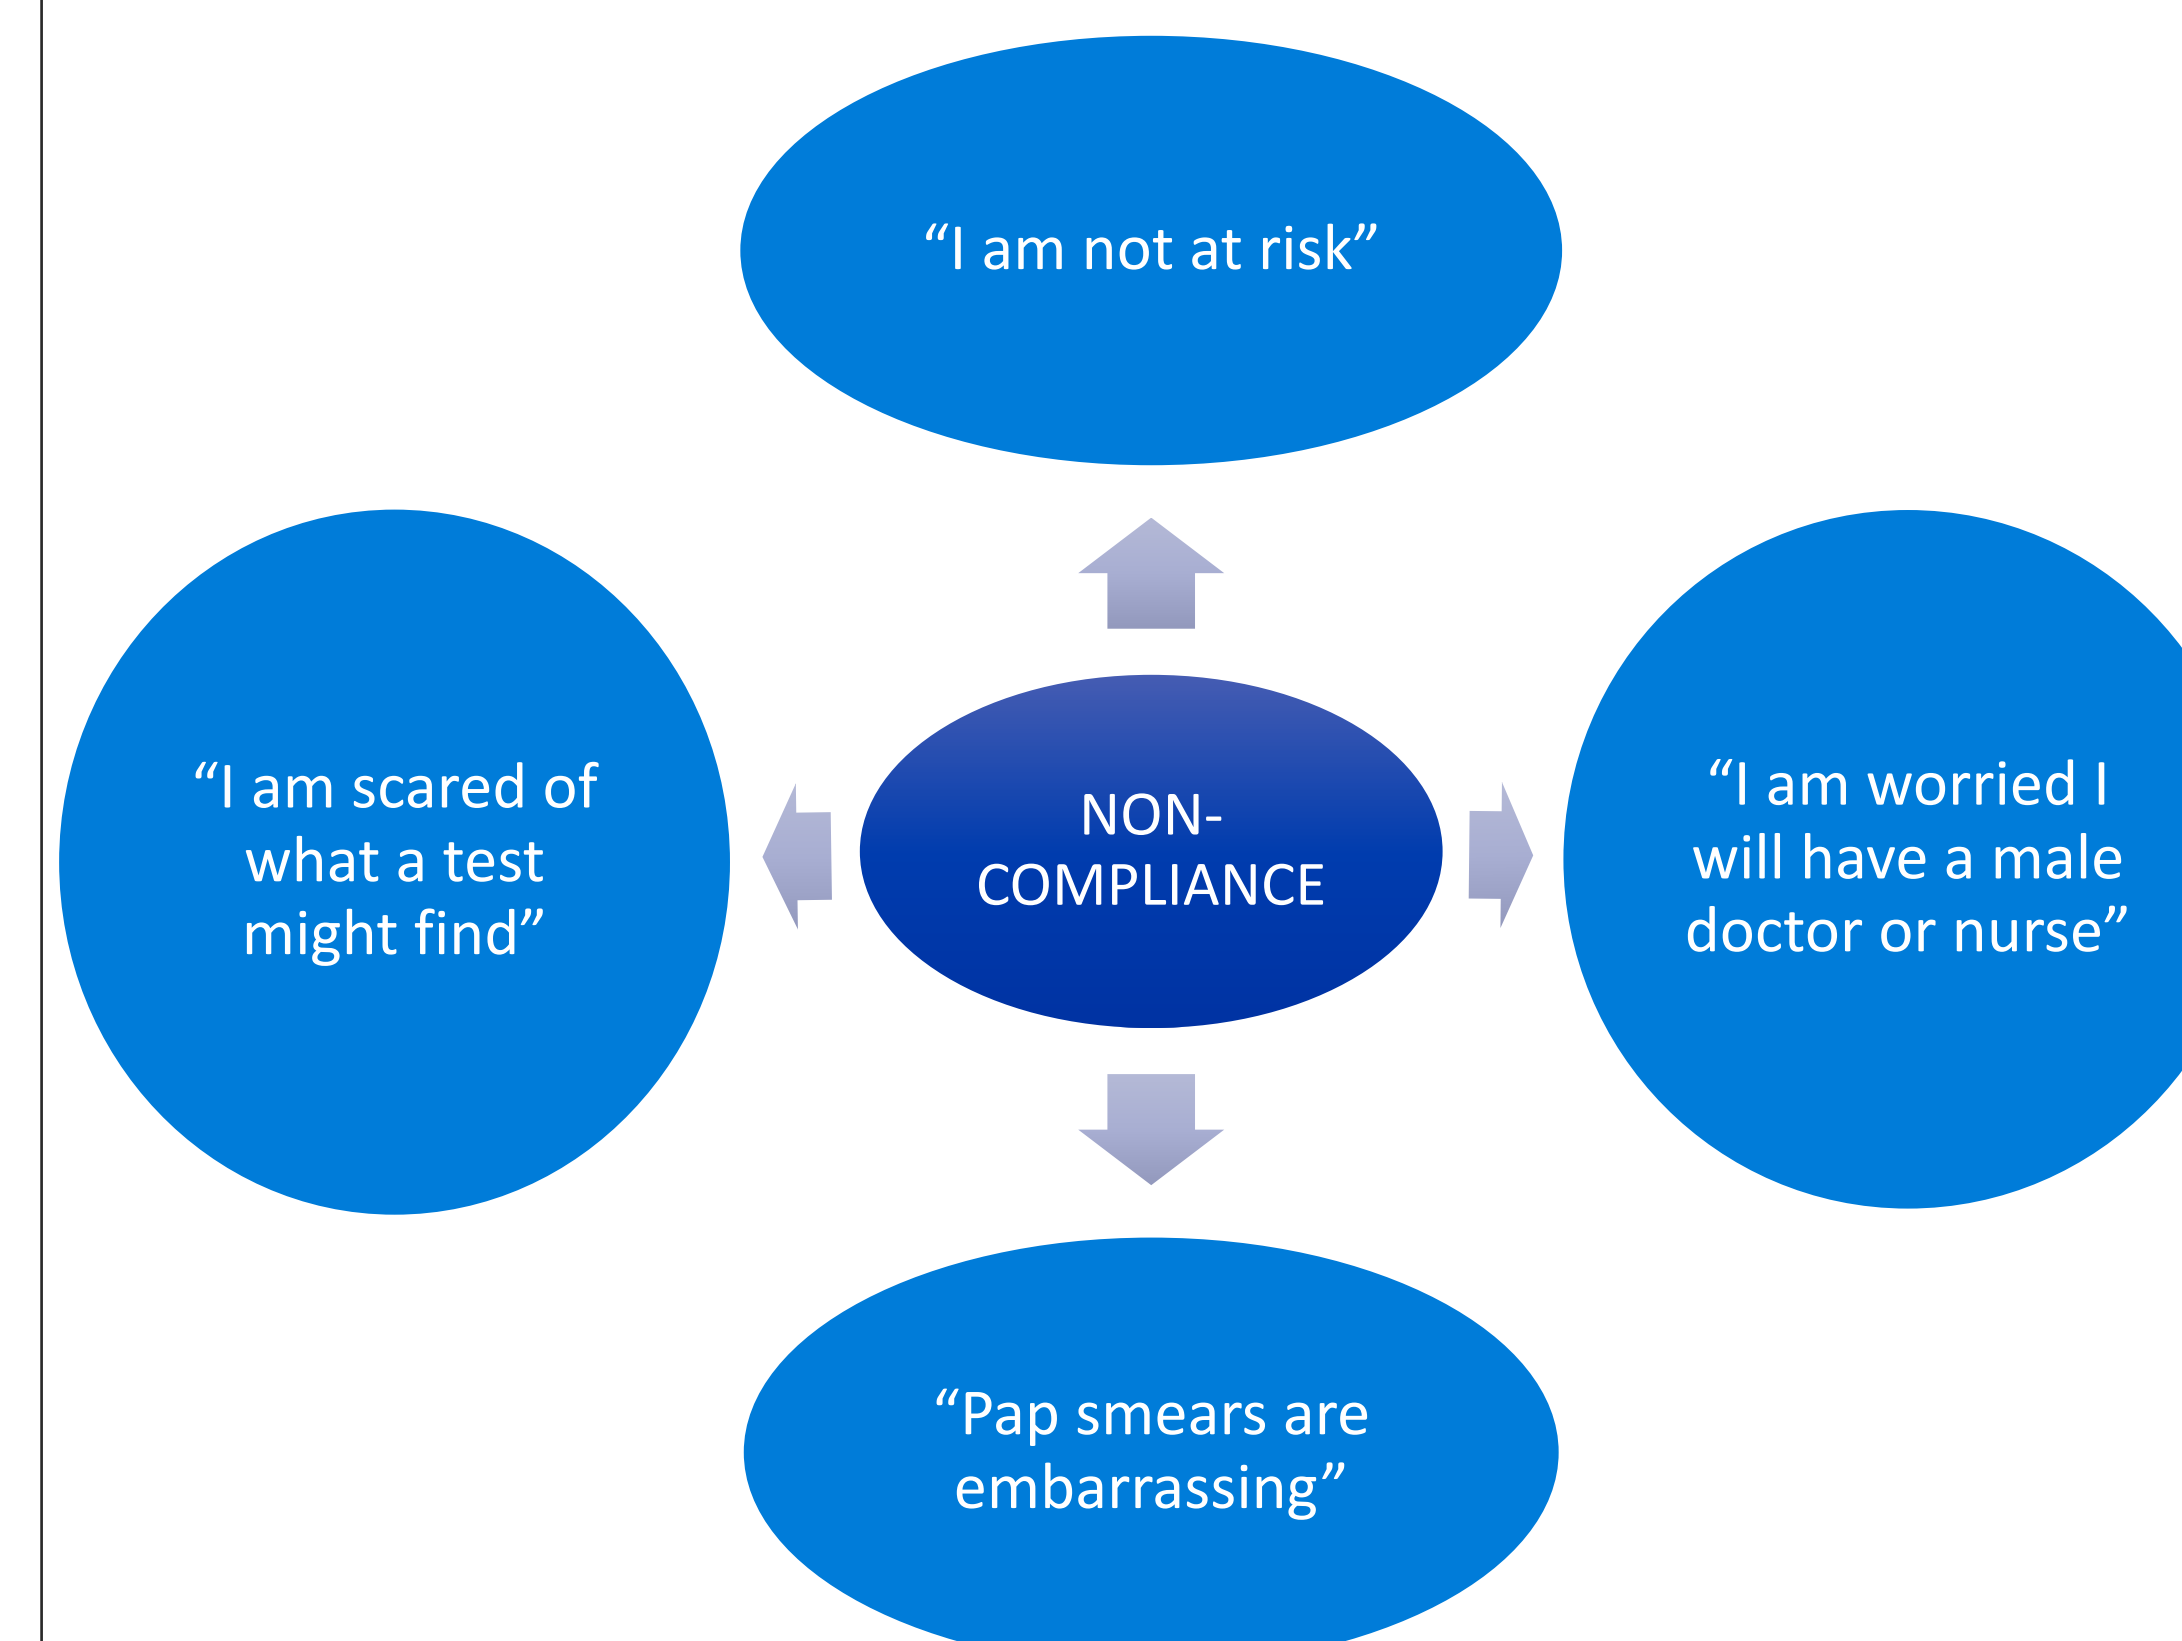 “I am not at risk”
“I am scared of
what a test
might find”
NON-
COMPLIANCE
“I am worried I
will have a male
doctor or nurse”
“Pap smears are
embarrassing”